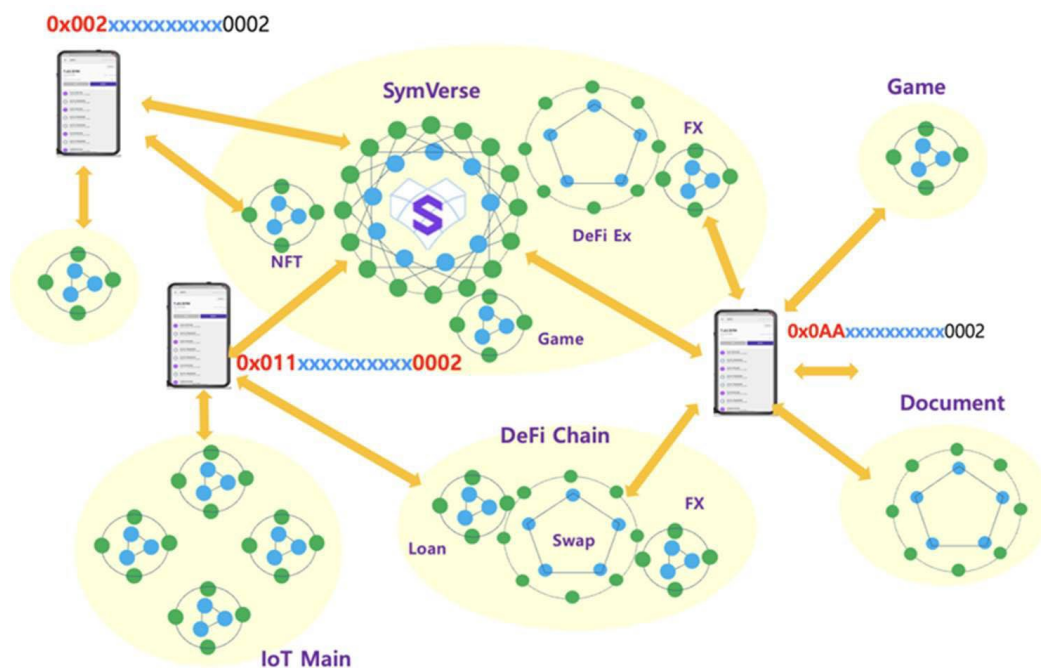 0x002xxxxxxxxxx0002
SymVerse
FX
Game
DeFi Ex
NFT
Game
0x011xxxxxxxxxx0002
0x0AAxxxxxxxxxx0002
Document
DeFi Chain
FX
Loan
Swap
IoT Main